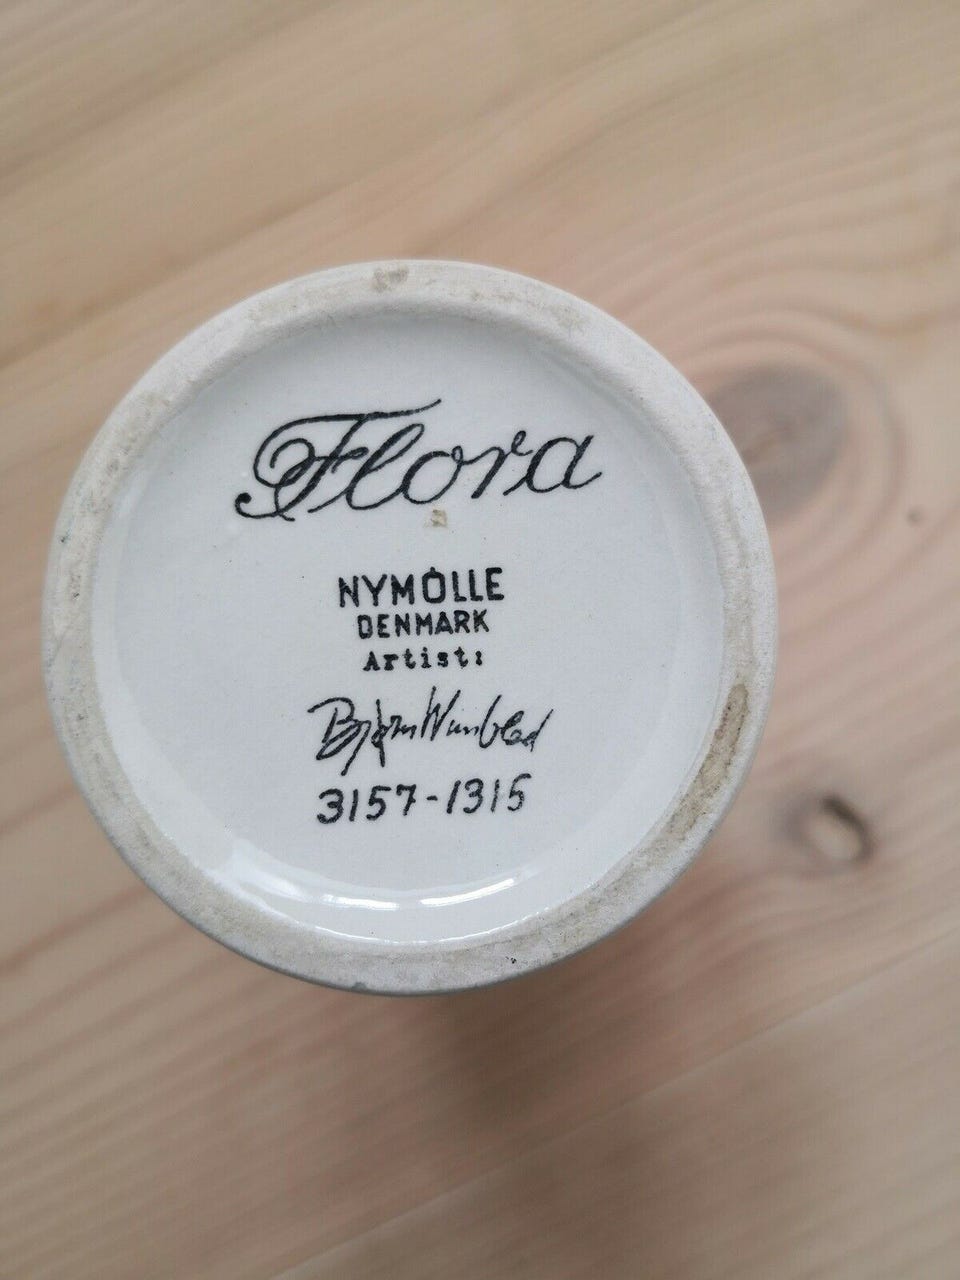 Flora
NYMÖLLE
DENMARK
Artist:
Bjørn Wiinblad
3157-1315